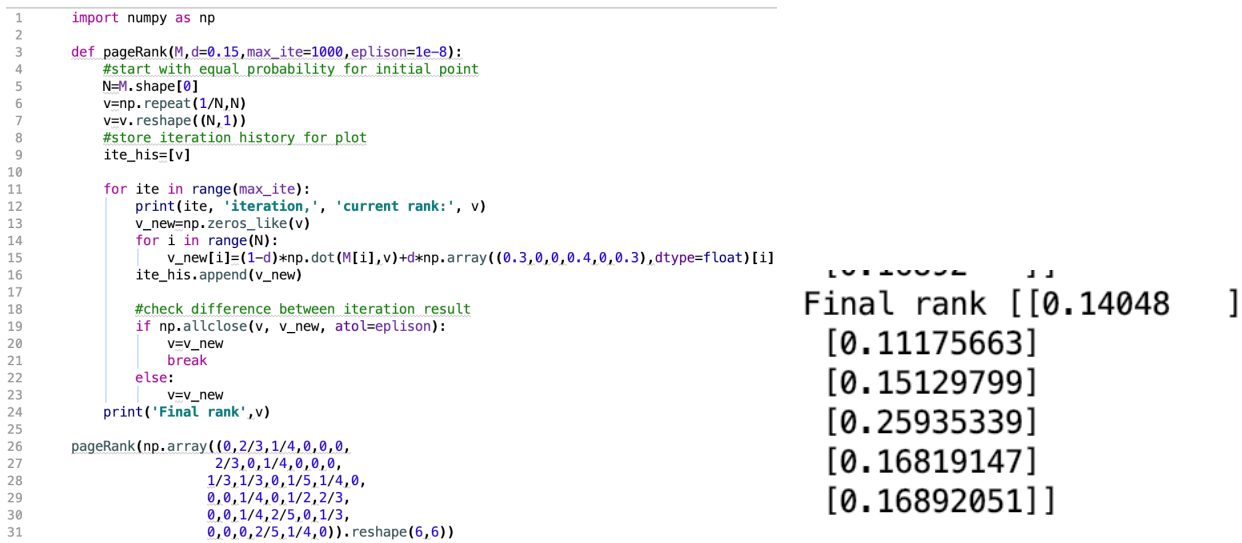 1 import numpy as np
2
3 def pageRank(M,d=0.15,max_ite=1000,eplison=1e-8):
4 #start with equal probability for initial point
5 N=M.shape[0]
6 v=np.repeat(1/N,N)
7 v=v.reshape((N,1))
8 #store iteration history for plot
9 ite_his=[v]
10
11 for ite in range(max_ite):
12 print(ite, 'iteration,', 'current rank:', v)
13 v_new=np.zeros_like(v)
14 for i in range(N):
15 v_new[i]=(1-d)*np.dot(M[i],v)+d*np.array((0.3,0,0,0.4,0,0.3),dtype=float)[i]
16 ite_his.append(v_new)
17
18 #check difference between iteration result
19 if np.allclose(v, v_new, atol=eplison):
20 v=v_new
21 break
22 else:
23 v=v_new
24 print('Final rank',v)
25
26 pageRank(np.array((0,2/3,1/4,0,0,0,
27 2/3,0,1/4,0,0,0,
28 1/3,1/3,0,1/5,1/4,0,
29 0,0,1/4,0,1/2,2/3,
30 0,0,1/4,2/5,0,1/3,
31 0,0,0,2/5,1/4,0)).reshape(6,6))
Final rank [[0.14048   ]
[0.11175663]
[0.15129799]
[0.25935339]
[0.16819147]
[0.16892051]]